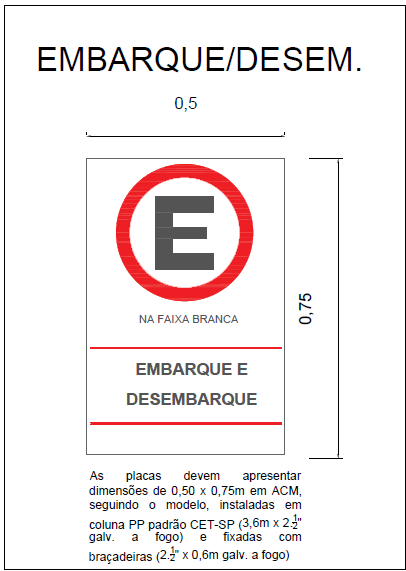 EMBARQUE/DESEM.
0,5
E
NA FAIXA BRANCA
0,75
EMBARQUE E
DESEMBARQUE
As placas devem apresentar
dimensões de 0,50 x 0,75m em ACM,
seguindo o modelo, instaladas em
coluna PP padrão CET-SP (3,6m x 2.½"
galv. a fogo) e fixadas com
braçadeiras (2.½" x 0,6m galv. a fogo)